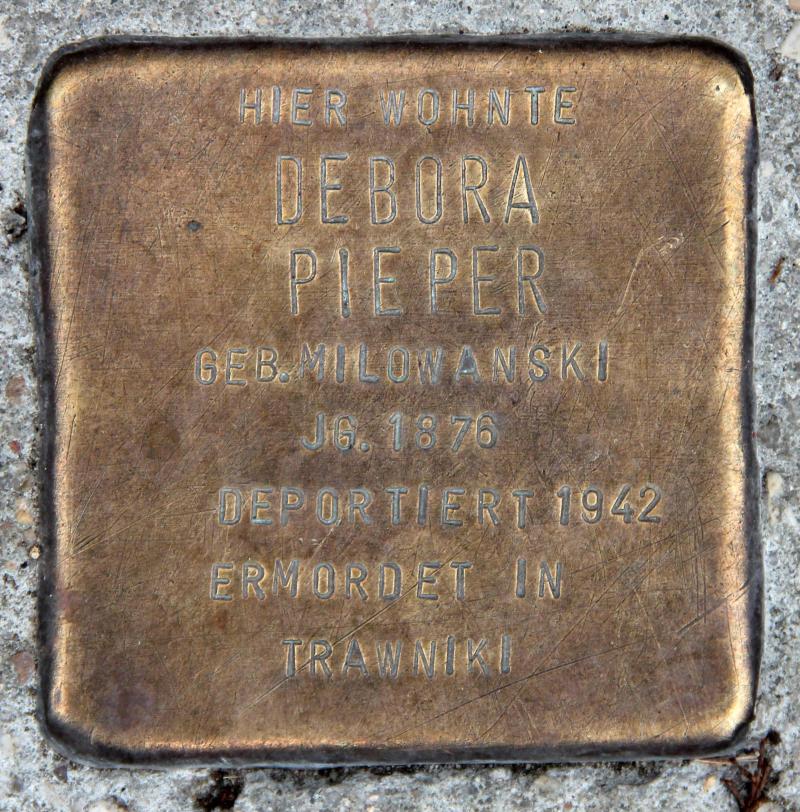 HIER WOHNTE
DEBORA
PIEPER
GEB. MILOWANSKI
JG. 1876
DEPORTIERT 1942
ERMORDET IN
TRAWNIKI